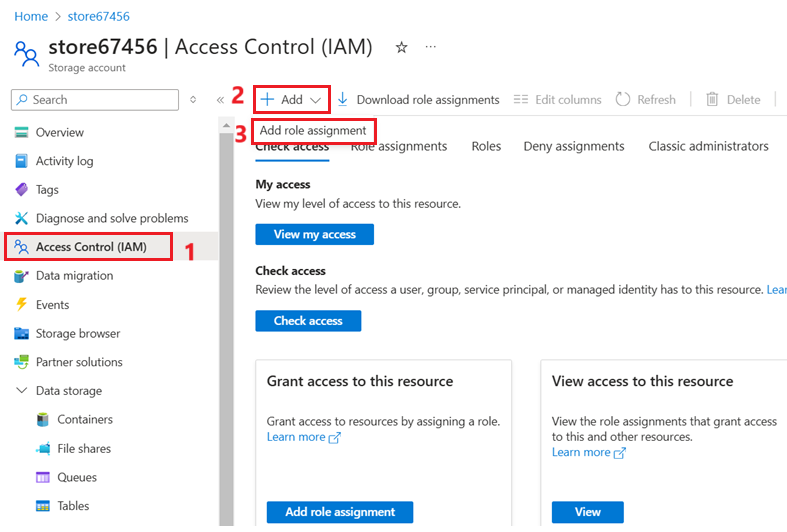 Home > store67456
store67456 | Access Control (IAM) ☆ ...
Storage account
Search
«
2
Add
Download role assignments
Edit columns
Refresh
Delete
3
Add role assignment
Overview
Activity log
Tags
Diagnose and solve problems
Access Control (IAM)
1
Data migration
Events
Storage browser
Partner solutions
Data storage
Containers
File shares
Queues
Tables
Check access
Role assignments
Roles
Deny assignments
Classic administrators
My access
View my level of access to this resource.
View my access
Check access
Review the level of access a user, group, service principal, or managed identity has to this resource. Lear
Check access
Grant access to this resource
Grant access to resources by assigning a role.
Learn more
Add role assignment
View access to this resource
View the role assignments that grant access
to this and other resources.
Learn more
View